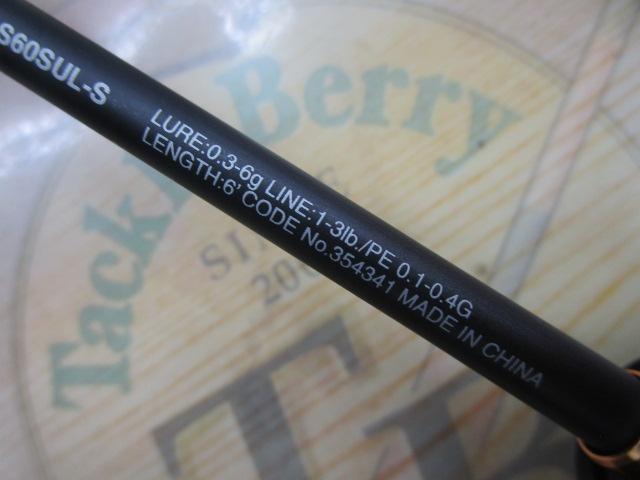 S60SUL-S
LURE:0.3-6g LINE:1-3lb./PE 0.1-0.4G
LENGTH:6' CODE No.354341 MADE IN CHINA
Tackle Berry
SINCE